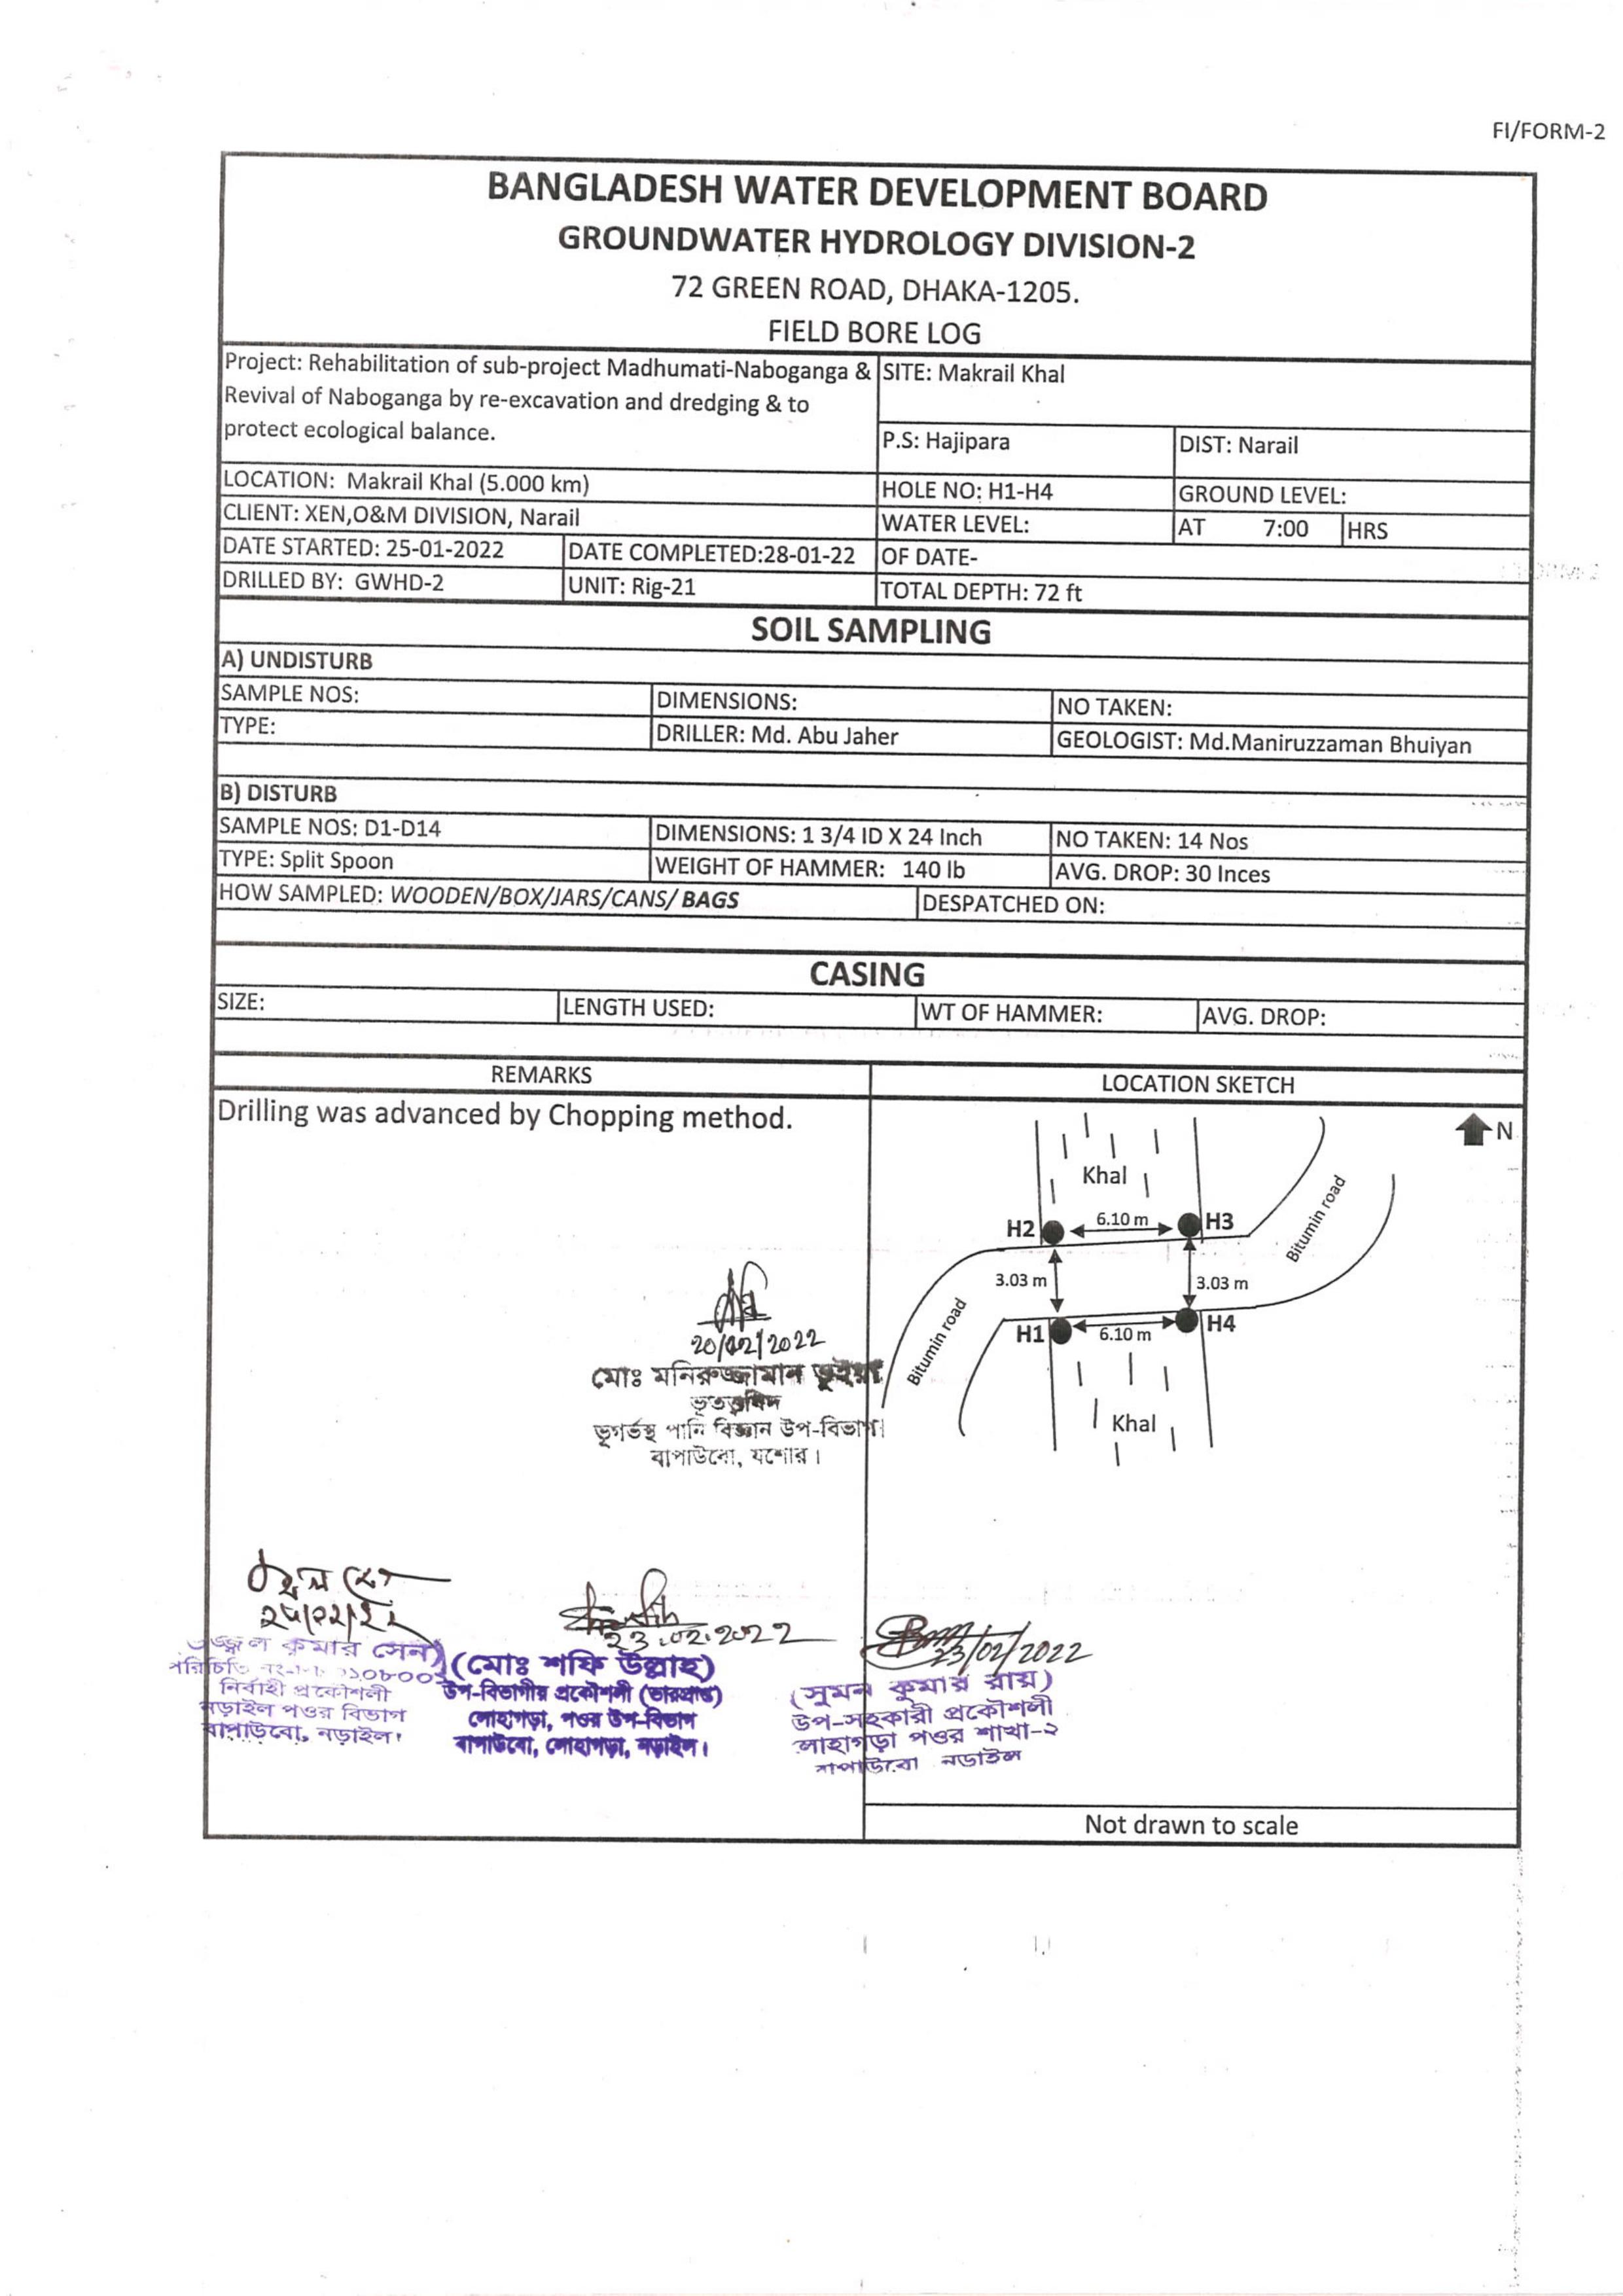 FI/FORM-2
BANGLADESH WATER DEVELOPMENT BOARD
GROUNDWATER HYDROLOGY DIVISION-2
72 GREEN ROAD, DHAKA-1205.
FIELD BORE LOG
Project: Rehabilitation of sub-project Madhumati-Naboganga &
Revival of Naboganga by re-excavation and dredging & to
protect ecological balance.
SITE: Makrail Khal
P.S: Hajipara
DIST: Narail
LOCATION: Makrail Khal (5.000 km)
HOLE NO: H1-H4
GROUND LEVEL:
CLIENT: XEN,O&M DIVISION, Narail
WATER LEVEL:
AT 7:00 HRS
DATE STARTED: 25-01-2022
DATE COMPLETED:28-01-22
OF DATE-
DRILLED BY: GWHD-2
UNIT: Rig-21
TOTAL DEPTH: 72 ft
SOIL SAMPLING
A) UNDISTURB
SAMPLE NOS:
DIMENSIONS:
NO TAKEN:
TYPE:
DRILLER: Md. Abu Jaher
GEOLOGIST: Md.Maniruzzaman Bhuiyan
B) DISTURB
SAMPLE NOS: D1-D14
DIMENSIONS: 1 3/4 ID X 24 Inch
NO TAKEN: 14 Nos
TYPE: Split Spoon
WEIGHT OF HAMMER: 140 lb
AVG. DROP: 30 Inces
HOW SAMPLED: WOODEN/BOX/JARS/CANS/ BAGS
DESPATCHED ON:
CASING
SIZE:
LENGTH USED:
WT OF HAMMER:
AVG. DROP:
REMARKS
LOCATION SKETCH
Drilling was advanced by Chopping method.
N
Khal
H2
6.10 m
H3
Bitumin road
3.03 m
3.03 m
H1
6.10 m
H4
Bitumin road
Khal
20/02/2022
মোঃ মনিরুজ্জামান ভূইয়া
ভূতত্ত্ববিদ
ভূগর্ভস্থ পানি বিজ্ঞান উপ-বিভাগ
বাপাউবো, যশোর।
23.02.2022
23/02/2022
উজ্জ্বল কুমার সেন)
পরিচিতি
নির্বাহী প্রকৌশলী
নড়াইল পওর বিভাগ
বাপাউবো, নড়াইল।
(মোঃ শফি উল্লাহ)
উপ-বিভাগীয় প্রকৌশলী (ভারপ্রাপ্ত)
লোহাগড়া, পওর উপ-বিভাগ
বাপাউবো, লোহাগড়া, নড়াইল।
(সুমন কুমার রায়)
উপ-সহকারী প্রকৌশলী
লোহাগড়া পওর শাখা-২
বাপাউবো নড়াইল
Not drawn to scale